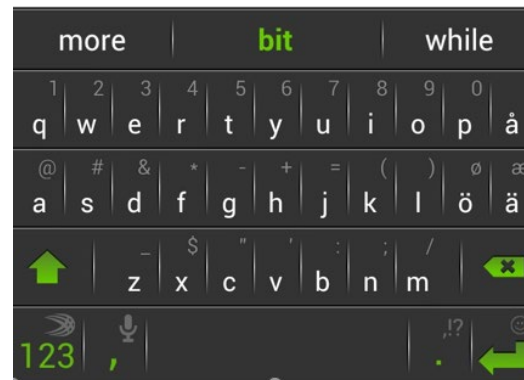 more bit while
1 2 3 4 5 6 7 8 9 0
q w e r t y u i o p å
@ # & * - + = ( ) ø æ
a s d f g h j k l ö ä
_ $ " ' : ; /
z x c v b n m
,!?
123 , .